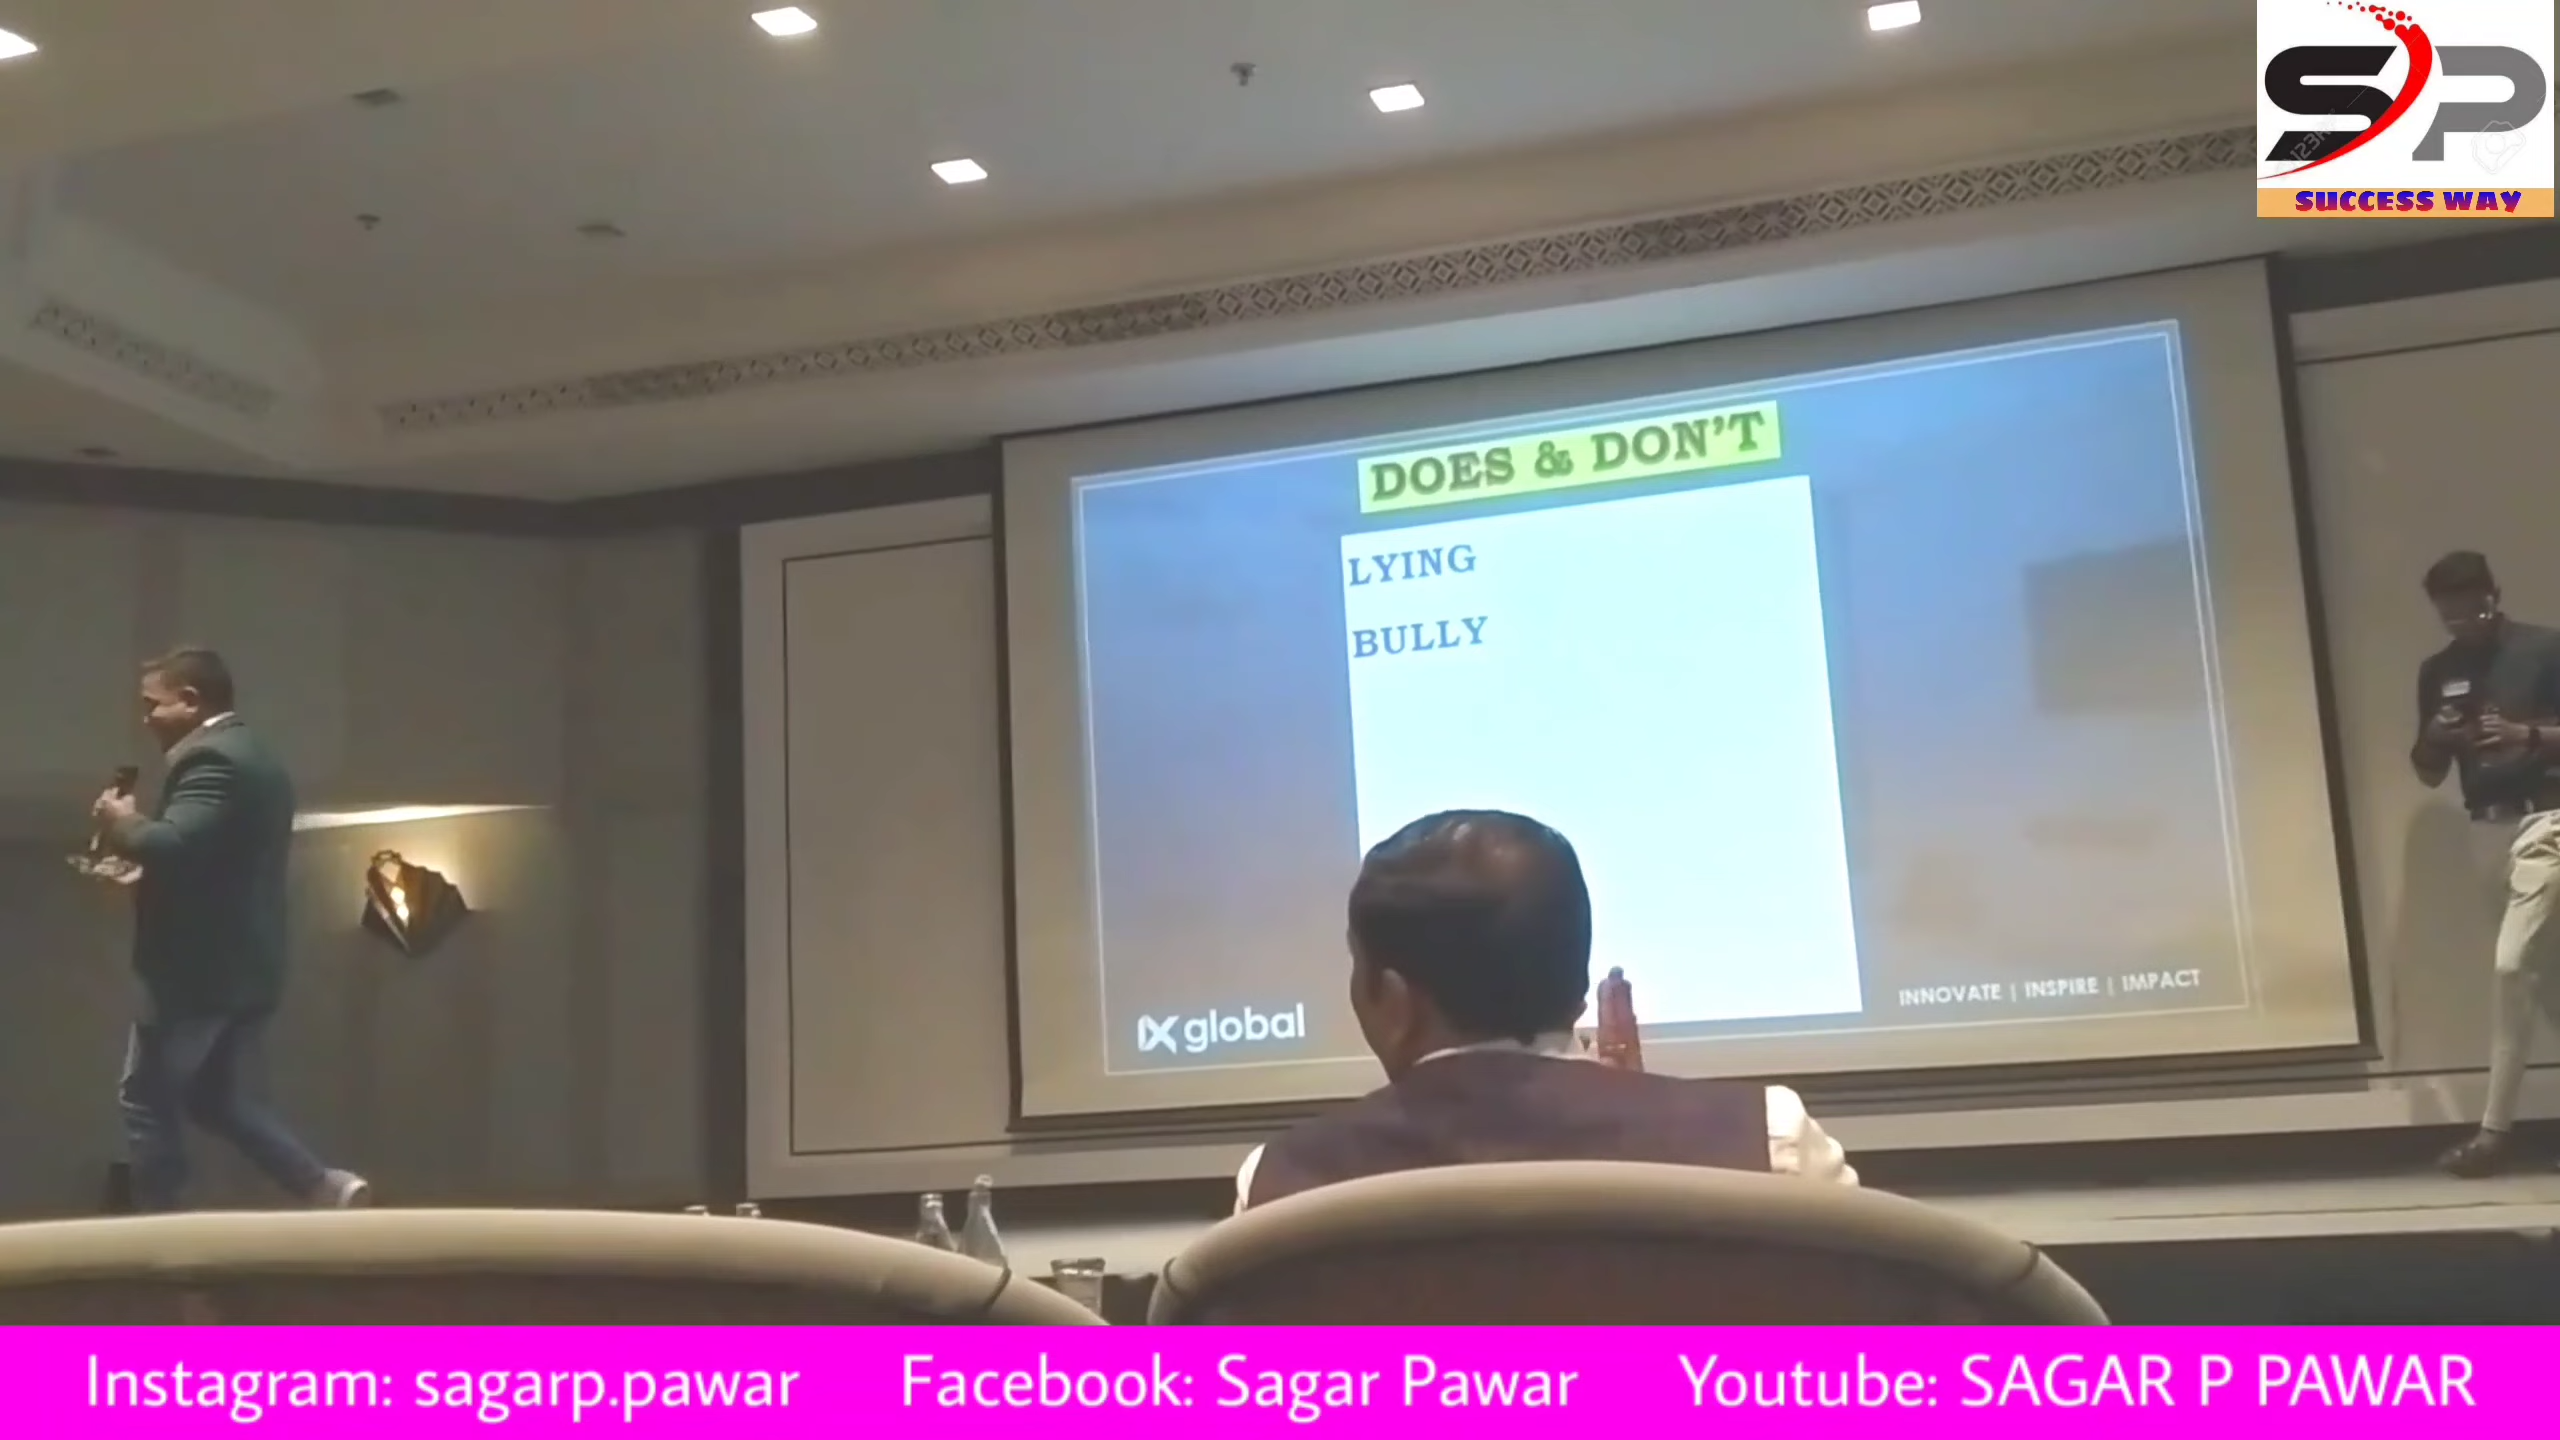 SP
SUCCESS WAY
DOES & DON'T
LYING
BULLY
IX global
INNOVATE | INSPIRE | IMPACT
Instagram: sagarp.pawar Facebook: Sagar Pawar Youtube: SAGAR P PAWAR